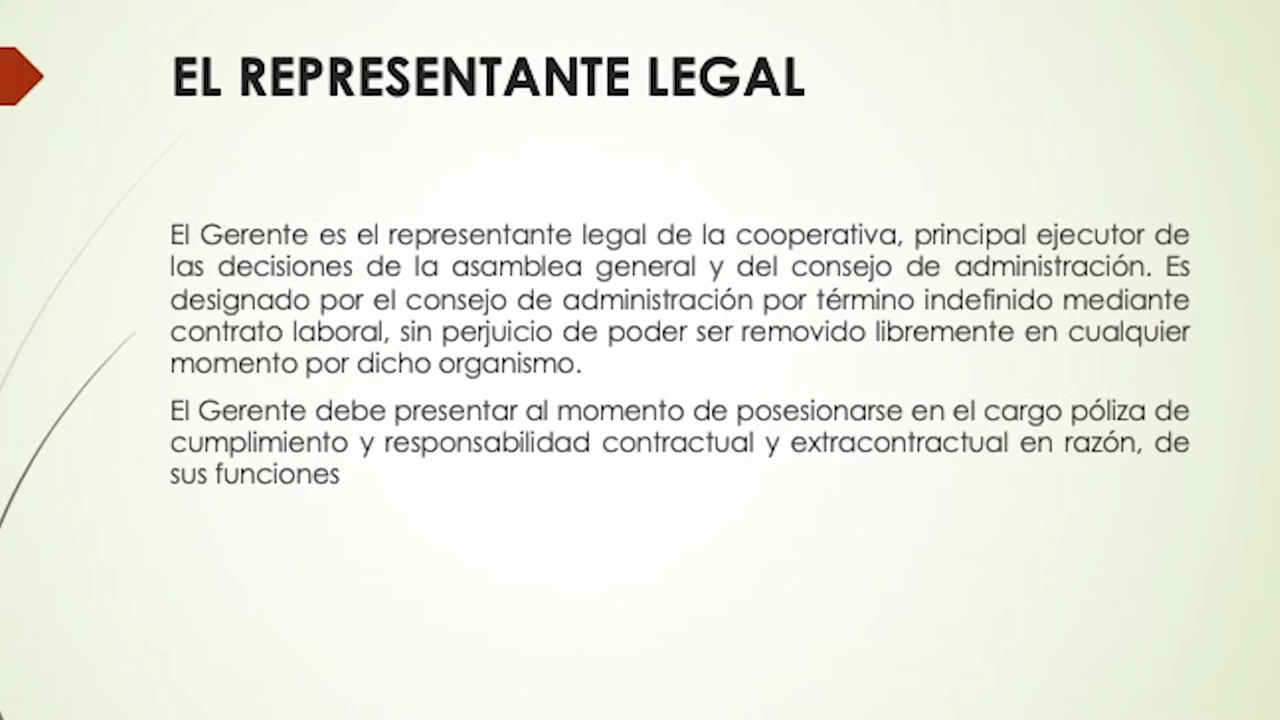 EL REPRESENTANTE LEGAL
El Gerente es el representante legal de la cooperativa, principal ejecutor de
las decisiones de la asamblea general y del consejo de administración. Es
designado por el consejo de administración por término indefinido mediante
contrato laboral, sin perjuicio de poder ser removido libremente en cualquier
momento por dicho organismo.
El Gerente debe presentar al momento de posesionarse en el cargo póliza de
cumplimiento y responsabilidad contractual y extracontractual en razón, de
sus funciones